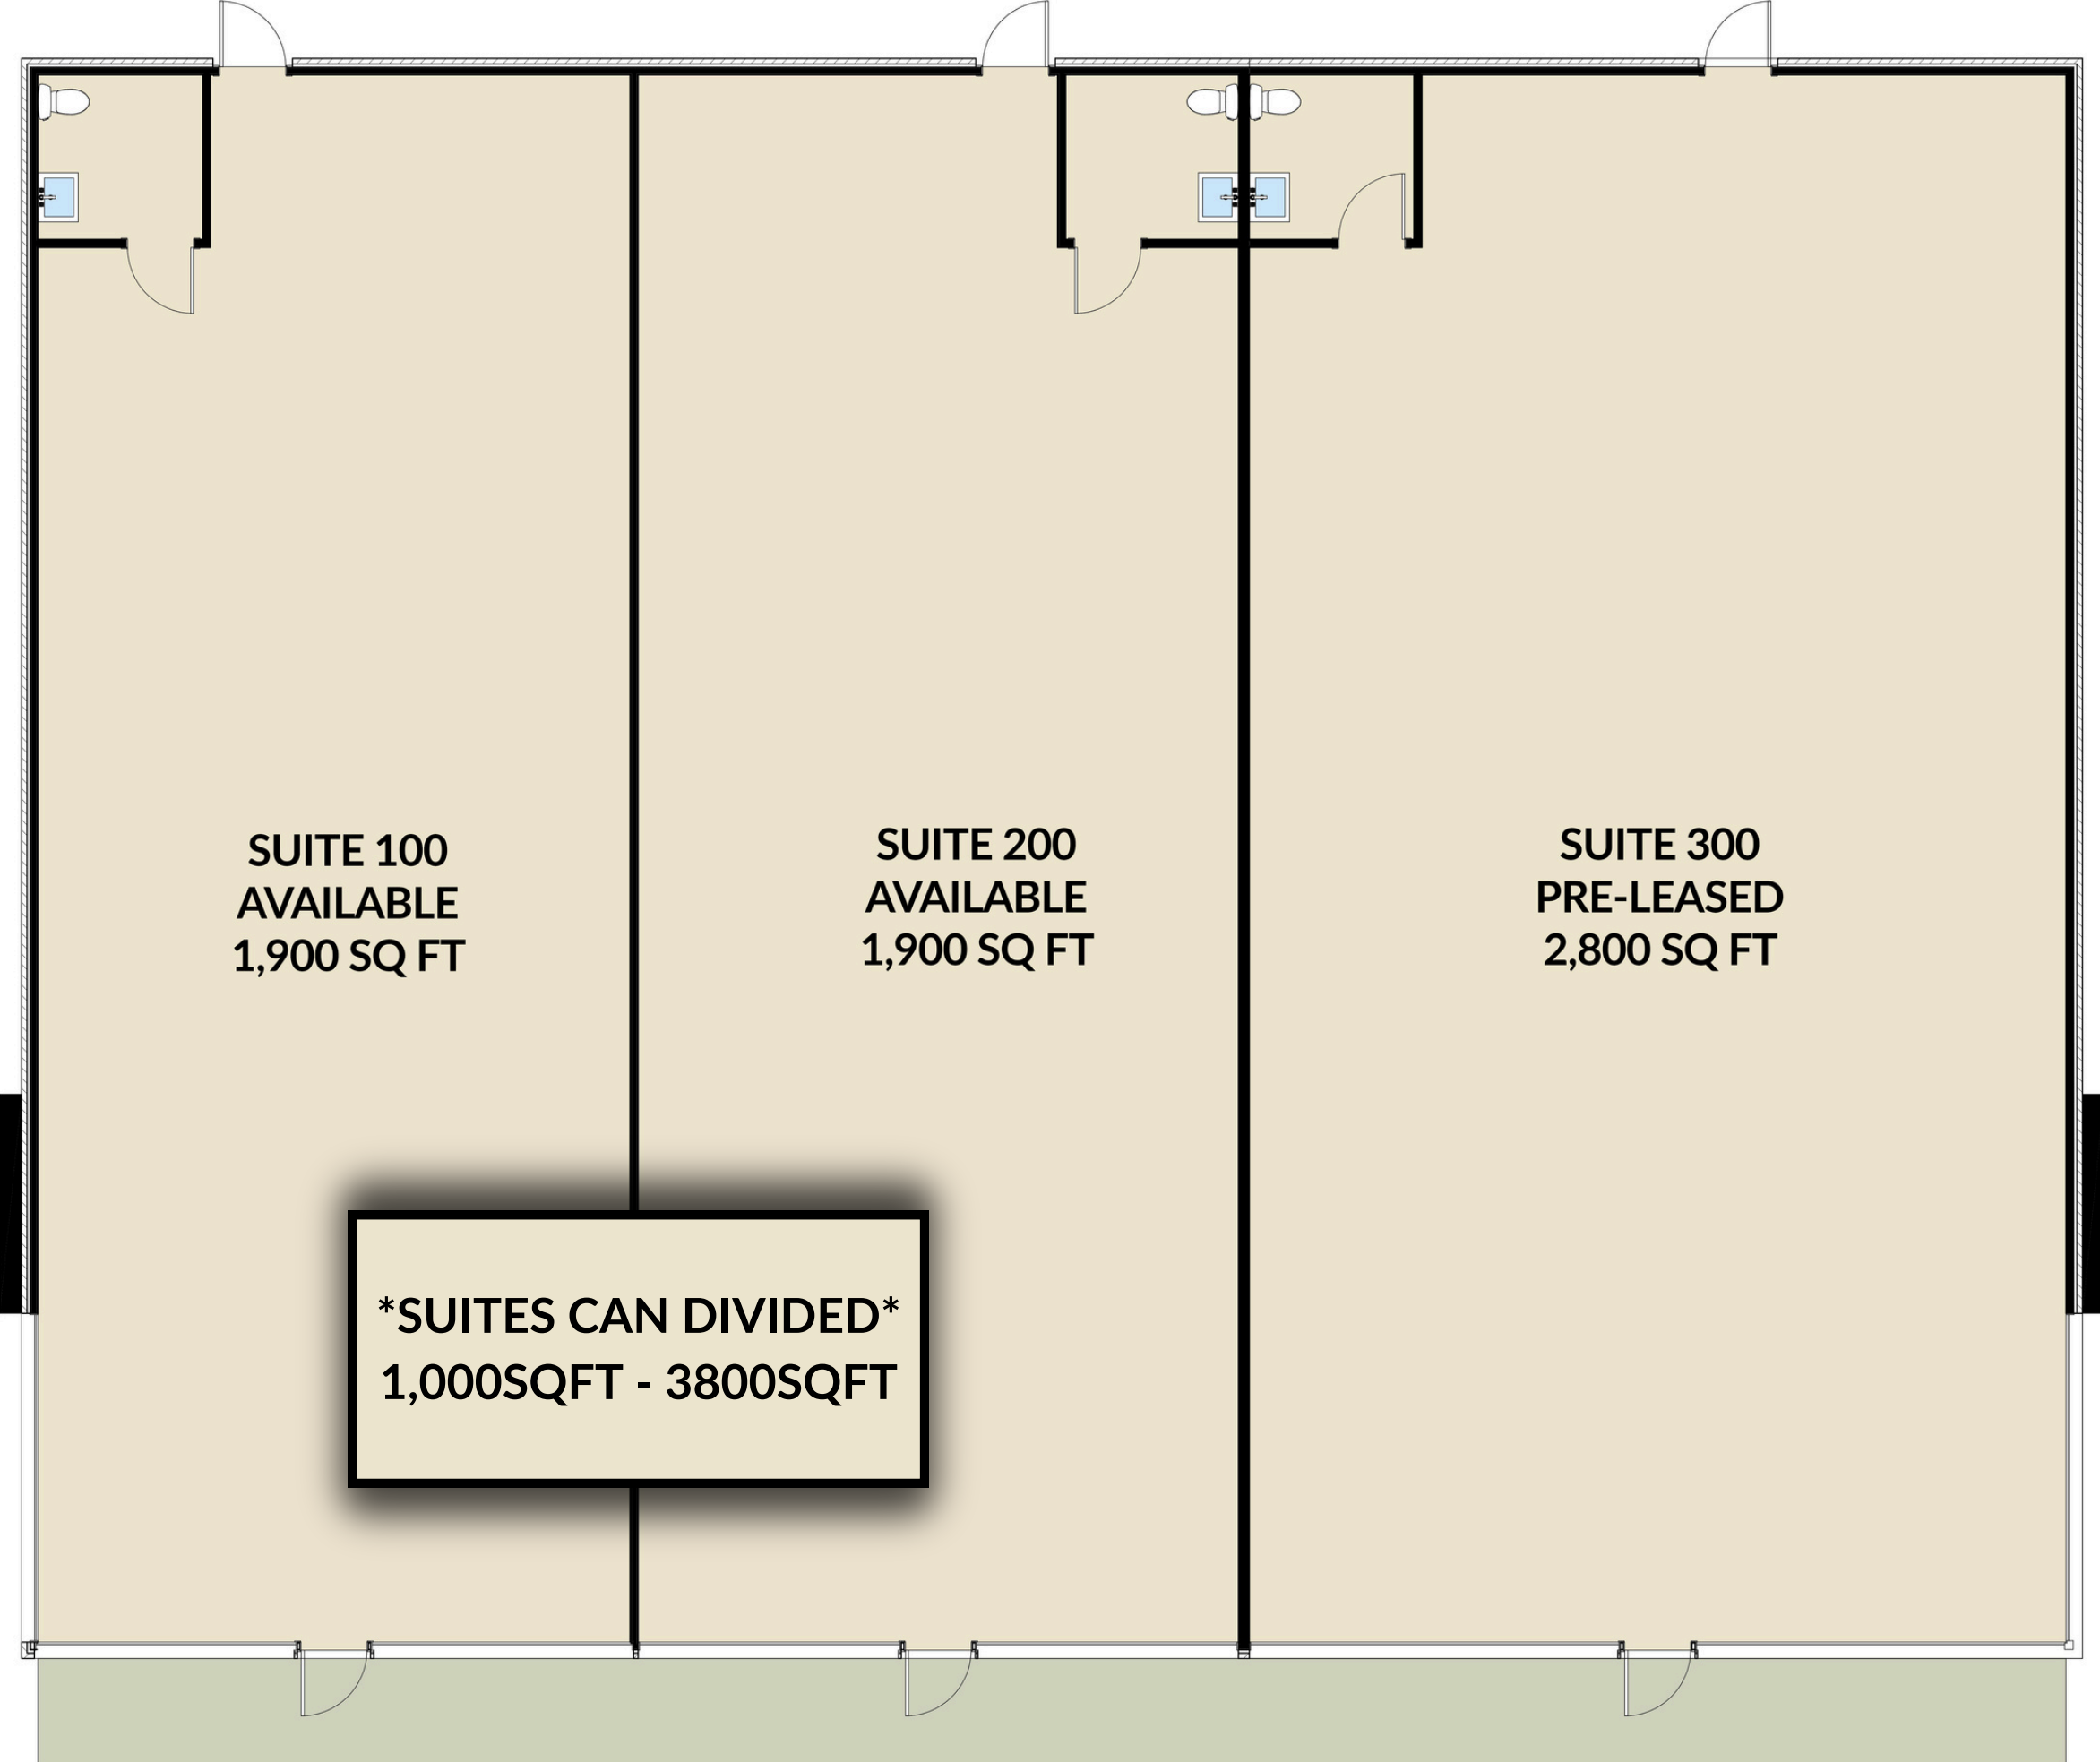 SUITE 100
AVAILABLE
1,900 SQ FT
SUITE 200
AVAILABLE
1,900 SQ FT
SUITE 300
PRE-LEASED
2,800 SQ FT
*SUITES CAN DIVIDED*
1,000SQFT - 3800SQFT